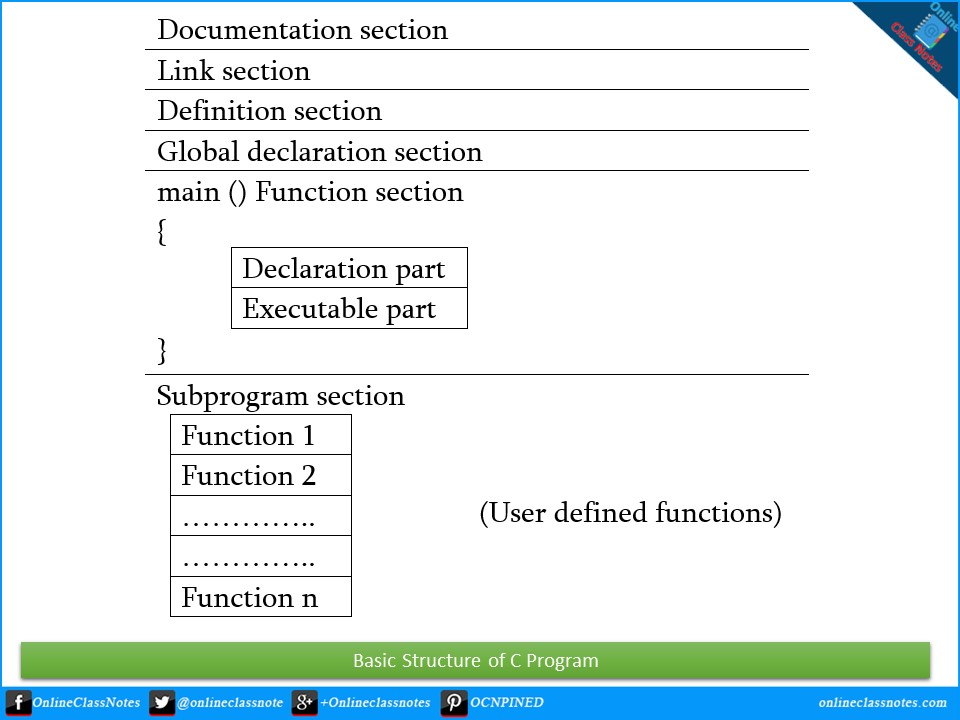 Online
Class Notes
Documentation section
Link section
Definition section
Global declaration section
main () Function section
{
Declaration part
Executable part
}
Subprogram section
Function 1
Function 2
…………..
(User defined functions)
…………..
Function n
Basic Structure of C Program
OnlineClassNotes @onlineclassnote +Onlineclassnotes OCNPINED onlineclassnotes.com